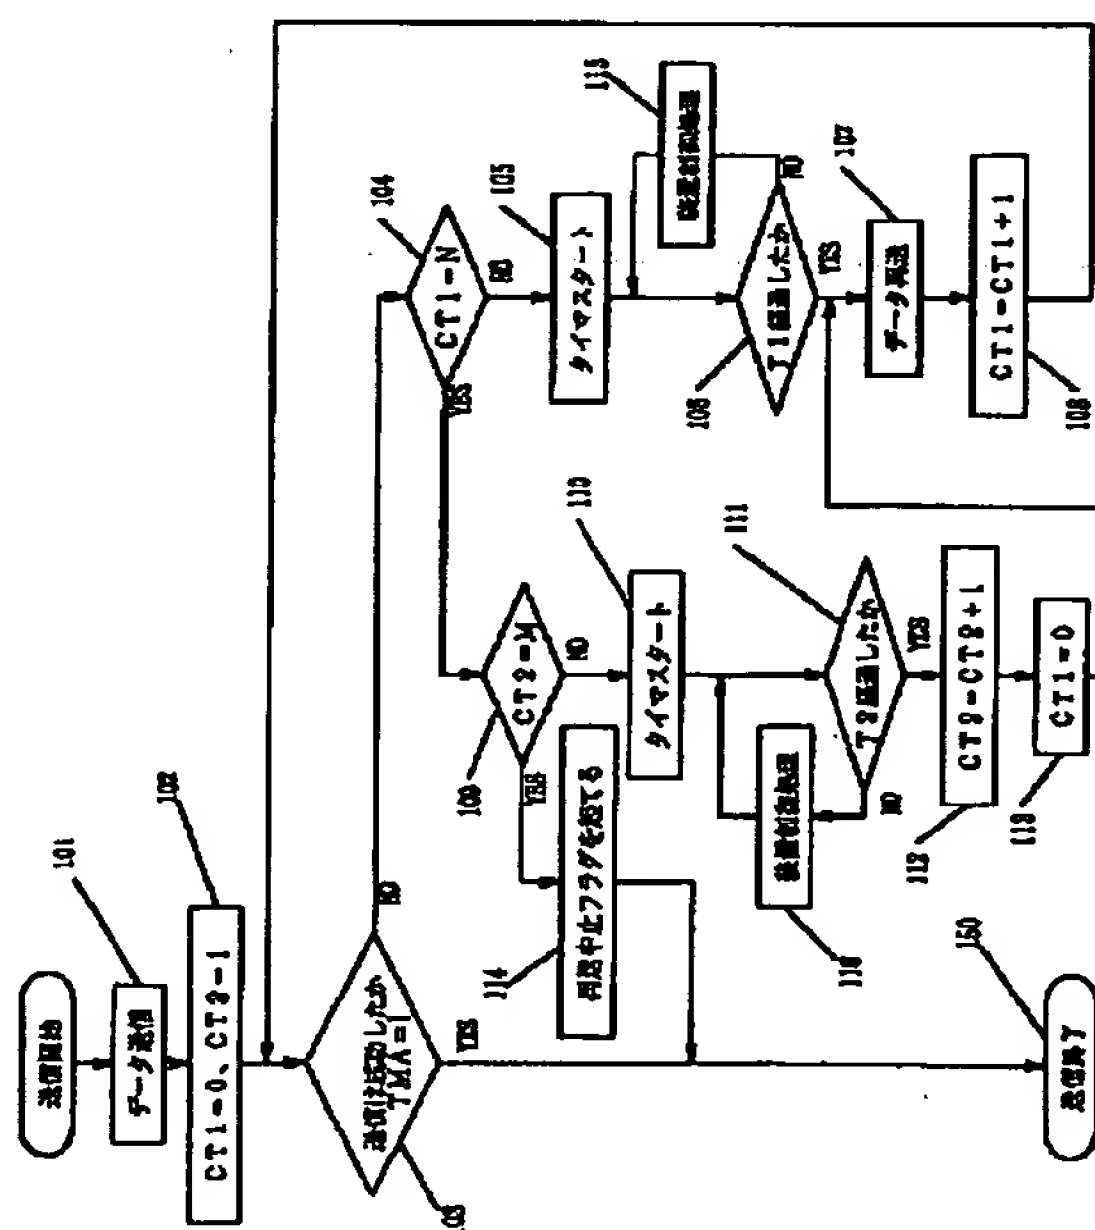 送信開始
101
データ送信
102
CT1=0、CT2=1
103
送信は成功したか
TMA=1
NO
YES
104
CT1=N
NO
YES
105
タイマスタート
115
装置制御処理
106
T1経過したか
NO
YES
107
データ再送
108
CT1=CT1+1
109
CT2=M
NO
YES
110
タイマスタート
111
T2経過したか
NO
YES
116
装置制御処理
112
CT2=CT2+1
113
CT1=0
114
再送中止フラグを立てる
150
送信終了